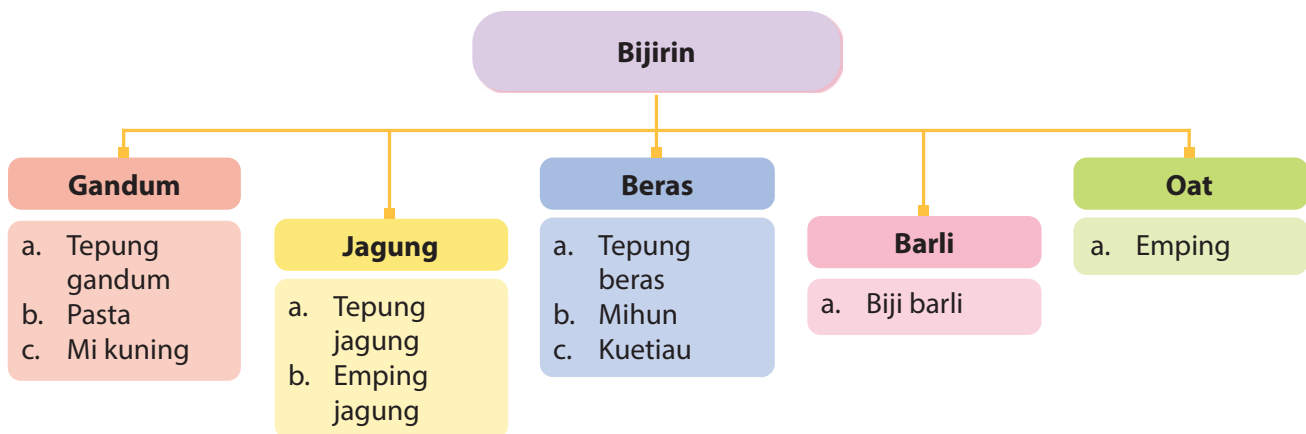 Bijirin
Gandum
a. Tepung
gandum
b. Pasta
c. Mi kuning
Jagung
a. Tepung
jagung
b. Emping
jagung
Beras
a. Tepung
beras
b. Mihun
c. Kuetiau
Barli
a. Biji barli
Oat
a. Emping